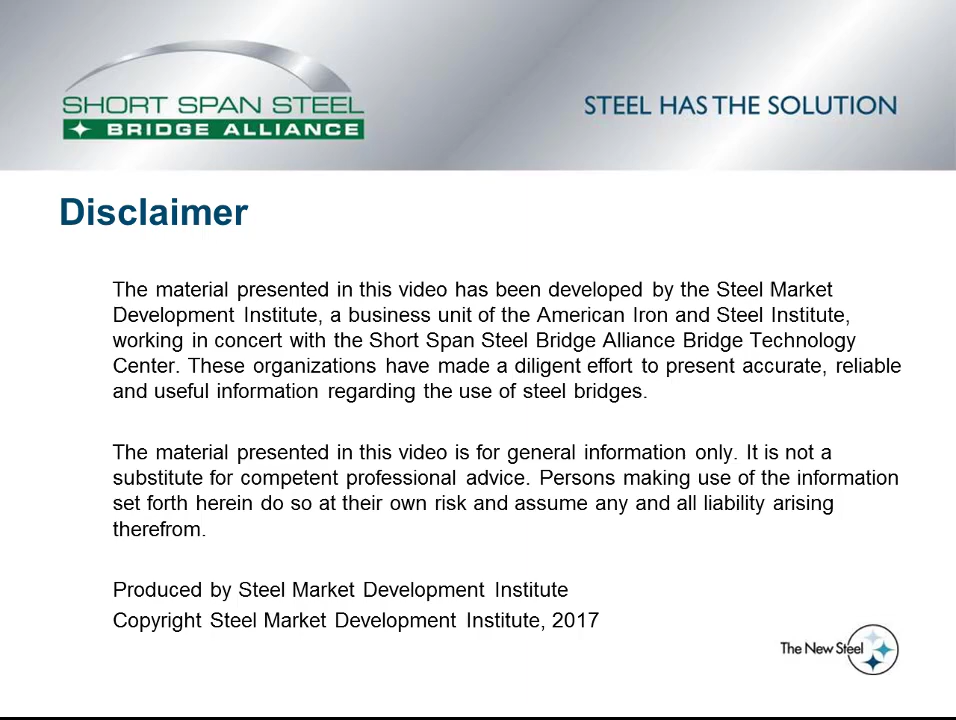 SHORT SPAN STEEL
BRIDGE ALLIANCE
STEEL HAS THE SOLUTION
Disclaimer
The material presented in this video has been developed by the Steel Market
Development Institute, a business unit of the American Iron and Steel Institute,
working in concert with the Short Span Steel Bridge Alliance Bridge Technology
Center. These organizations have made a diligent effort to present accurate, reliable
and useful information regarding the use of steel bridges.
The material presented in this video is for general information only. It is not a
substitute for competent professional advice. Persons making use of the information
set forth herein do so at their own risk and assume any and all liability arising
therefrom.
Produced by Steel Market Development Institute
Copyright Steel Market Development Institute, 2017
The New Steel